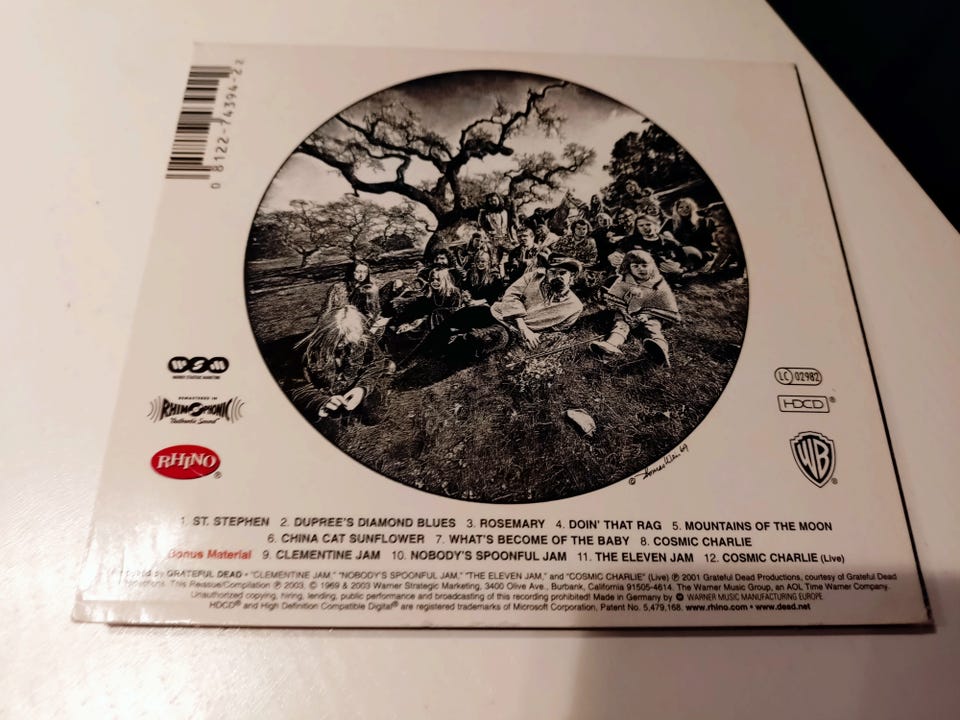 0 8122-74394-2 2
WSM
REMASTERED IN
RHINOPHONIC
Authentic Sound
RHINO®
LC 02982
HDCD®
WB®
© Thomas Weir 69
1. ST. STEPHEN 2. DUPREE'S DIAMOND BLUES 3. ROSEMARY 4. DOIN' THAT RAG 5. MOUNTAINS OF THE MOON
6. CHINA CAT SUNFLOWER 7. WHAT'S BECOME OF THE BABY 8. COSMIC CHARLIE
Bonus Material 9. CLEMENTINE JAM 10. NOBODY'S SPOONFUL JAM 11. THE ELEVEN JAM 12. COSMIC CHARLIE (Live)
by GRATEFUL DEAD • "CLEMENTINE JAM," "NOBODY'S SPOONFUL JAM," "THE ELEVEN JAM," and "COSMIC CHARLIE" (Live) ℗ 2001 Grateful Dead Productions, courtesy of Grateful Dead
Productions. This Reissue/Compilation ℗ 2003, © 1969 & 2003 Warner Strategic Marketing, 3400 Olive Ave., Burbank, California 91505-4614. The Warner Music Group, an AOL Time Warner Company.
Unauthorized copying, hiring, lending, public performance and broadcasting of this recording prohibited! Made in Germany by WARNER MUSIC MANUFACTURING EUROPE.
HDCD® and High Definition Compatible Digital® are registered trademarks of Microsoft Corporation, Patent No. 5,479,168. www.rhino.com • www.dead.net